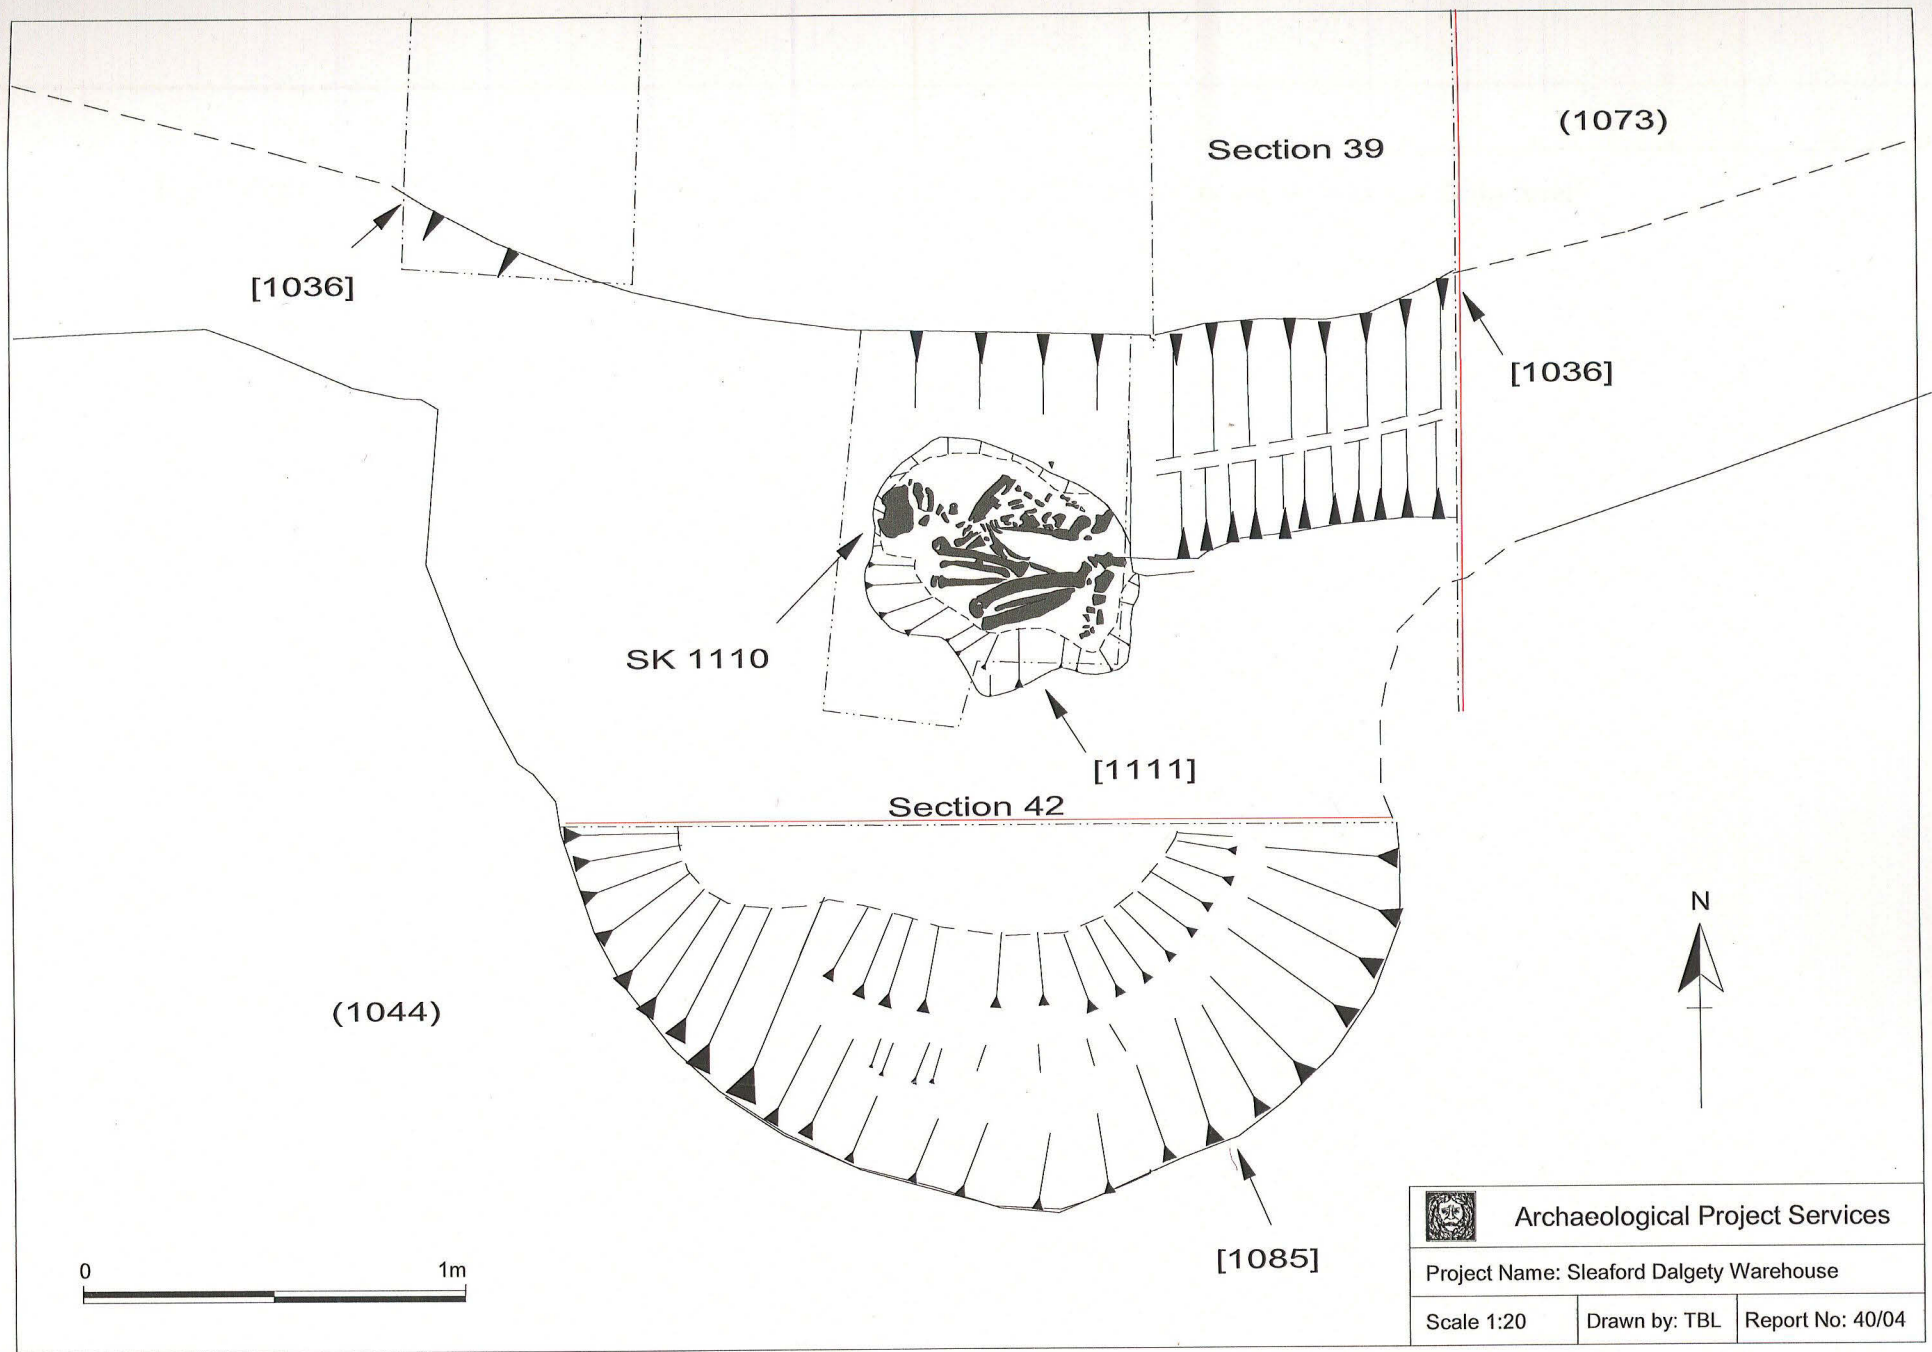 Section 39
(1073)
[1036]
[1036]
SK 1110
[1111]
Section 42
N
(1044)
[1085]
0 1m
Archaeological Project Services
Project Name: Sleaford Dalgety Warehouse
Scale 1:20 Drawn by: TBL Report No: 40/04